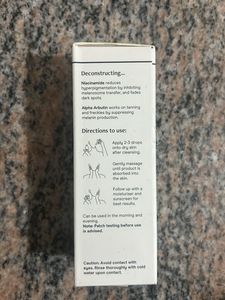 Deconstructing...
Niacinamide reduces
hyperpigmentation by inhibiting
melanosome transfer, and fades
dark spots.
Alpha Arbutin works on tanning
and freckles by suppressing
melanin production.
Directions to use:
Apply 2-3 drops
onto dry skin
after cleansing.
Gently massage
until product is
absorbed into
the skin.
Follow up with a
moisturiser and
sunscreen for
best results.
Can be used in the morning and
evening.
Note: Patch testing before use
is advised.
Caution: Avoid contact with
eyes. Rinse thoroughly with cold
water upon contact.